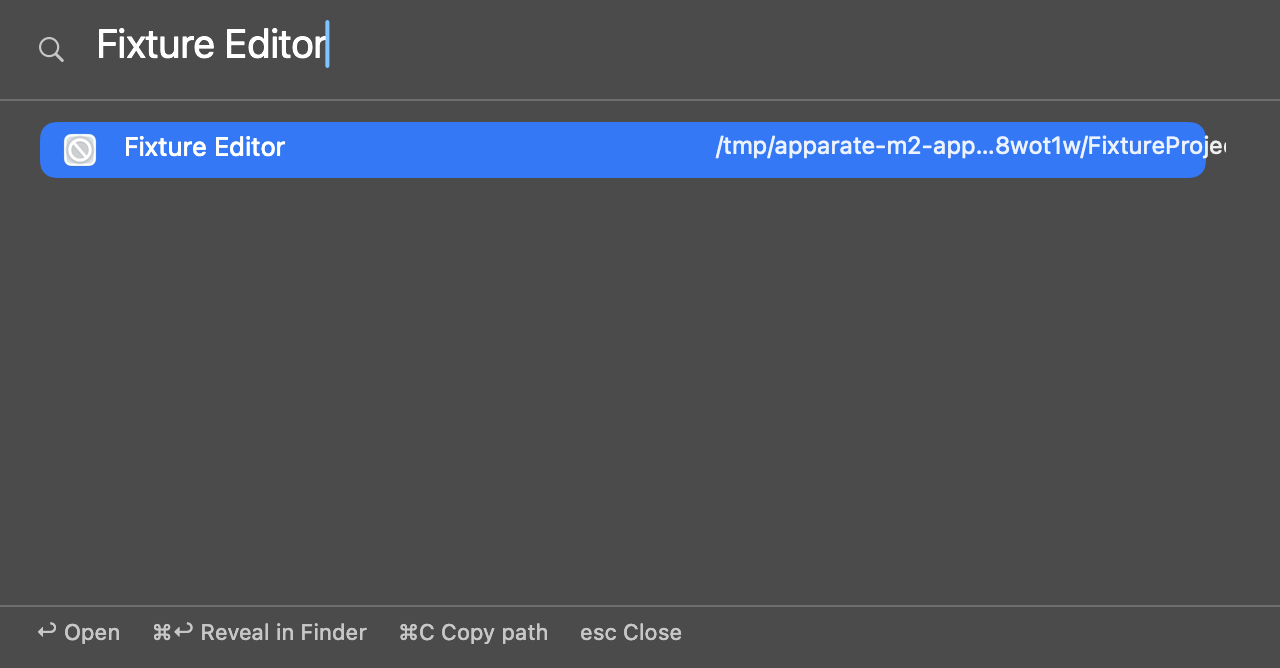 Fixture Editor
Fixture Editor /tmp/apparate-m2-app...8wot1w/FixtureProje
↩ Open ⌘↩ Reveal in Finder ⌘C Copy path esc Close